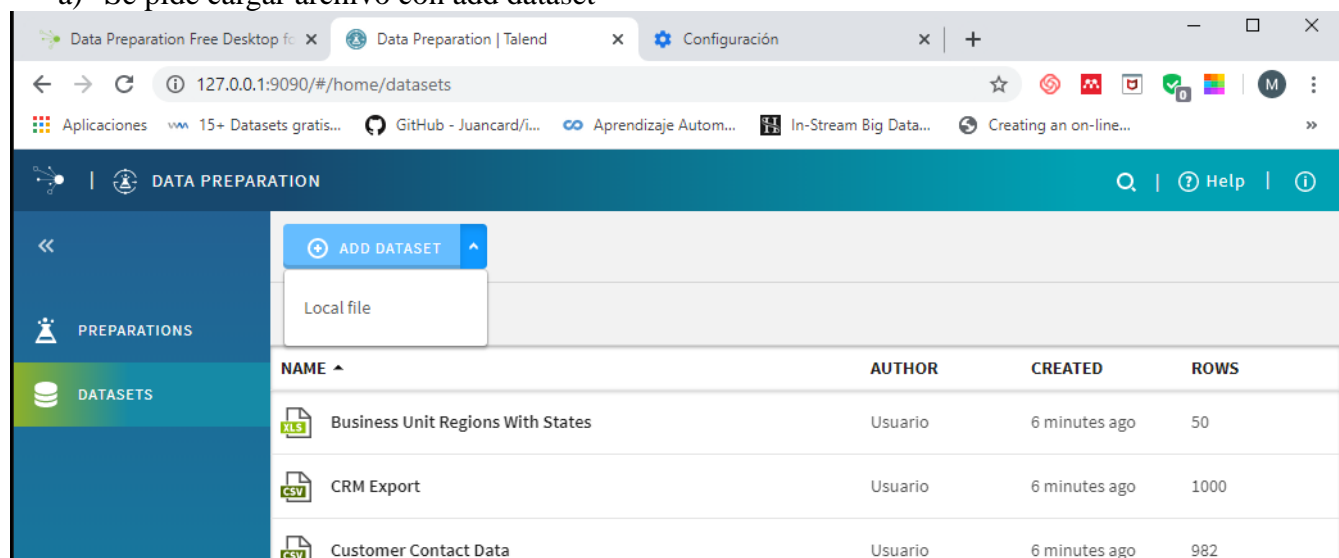 a) Se pide cargar archivo con add dataset
Data Preparation Free Desktop fo
Data Preparation | Talend
Configuración
127.0.0.1:9090/#/home/datasets
0
M
Aplicaciones
15+ Datasets gratis...
GitHub - Juancard/i...
Aprendizaje Autom...
In-Stream Big Data...
Creating an on-line...
DATA PREPARATION
Help
ADD DATASET
Local file
PREPARATIONS
DATASETS
NAME AUTHOR CREATED ROWS
XLS Business Unit Regions With States Usuario 6 minutes ago 50
CSV CRM Export Usuario 6 minutes ago 1000
CSV Customer Contact Data Usuario 6 minutes ago 982